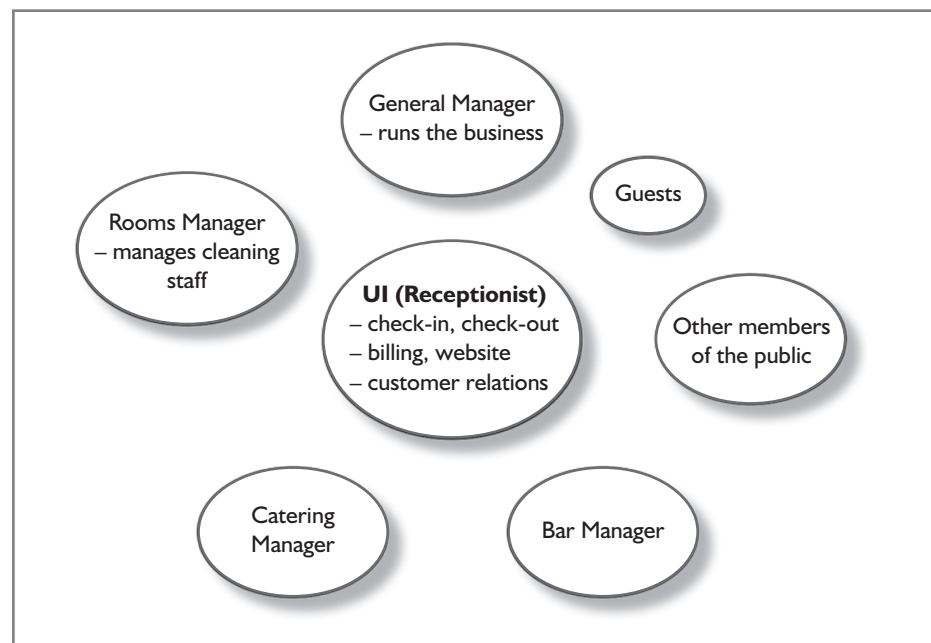 General Manager
– runs the business
Guests
Rooms Manager
– manages cleaning
staff
UI (Receptionist)
– check-in, check-out
– billing, website
– customer relations
Other members
of the public
Catering
Manager
Bar Manager